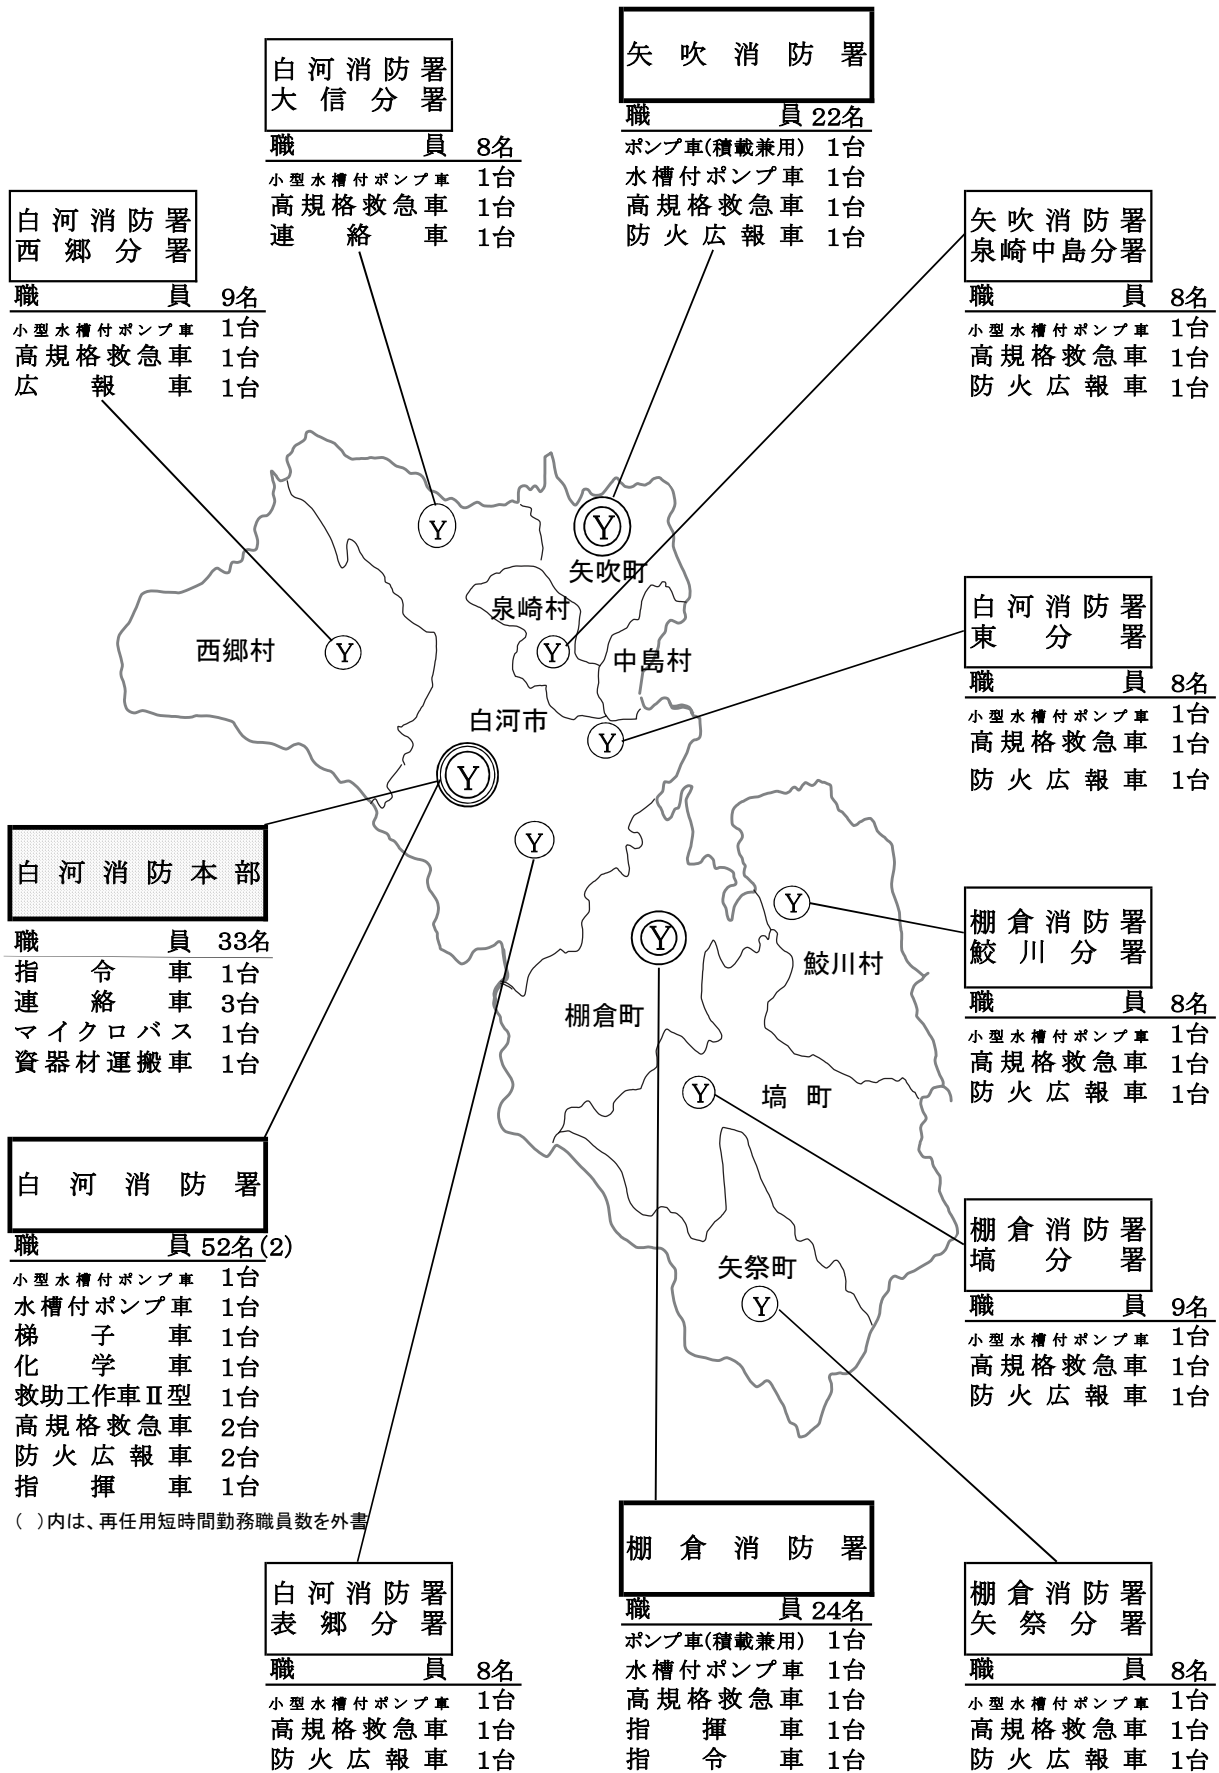 白河消防署
大信分署
職員 8名
小型水槽付ポンプ車 1台
高規格救急車 1台
連絡車 1台
矢吹消防署
職員 22名
ポンプ車(積載兼用) 1台
水槽付ポンプ車 1台
高規格救急車 1台
防火広報車 1台
白河消防署
西郷分署
職員 9名
小型水槽付ポンプ車 1台
高規格救急車 1台
広報車 1台
矢吹消防署
泉崎中島分署
職員 8名
小型水槽付ポンプ車 1台
高規格救急車 1台
防火広報車 1台
Y
Y
矢吹町
泉崎村
西郷村
Y
Y
中島村
白河市
Y
Y
Y
白河消防署
東分署
職員 8名
小型水槽付ポンプ車 1台
高規格救急車 1台
防火広報車 1台
白河消防本部
職員 33名
指令車 1台
連絡車 3台
マイクロバス 1台
資器材運搬車 1台
Y
Y
鮫川村
棚倉町
Y
塙町
矢祭町
Y
棚倉消防署
鮫川分署
職員 8名
小型水槽付ポンプ車 1台
高規格救急車 1台
防火広報車 1台
白河消防署
職員 52名(2)
小型水槽付ポンプ車 1台
水槽付ポンプ車 1台
梯子車 1台
化学車 1台
救助工作車Ⅱ型 1台
高規格救急車 2台
防火広報車 2台
指揮車 1台
( )内は、再任用短時間勤務職員数を外書
棚倉消防署
塙分署
職員 9名
小型水槽付ポンプ車 1台
高規格救急車 1台
防火広報車 1台
白河消防署
表郷分署
職員 8名
小型水槽付ポンプ車 1台
高規格救急車 1台
防火広報車 1台
棚倉消防署
職員 24名
ポンプ車(積載兼用) 1台
水槽付ポンプ車 1台
高規格救急車 1台
指揮車 1台
指令車 1台
棚倉消防署
矢祭分署
職員 8名
小型水槽付ポンプ車 1台
高規格救急車 1台
防火広報車 1台